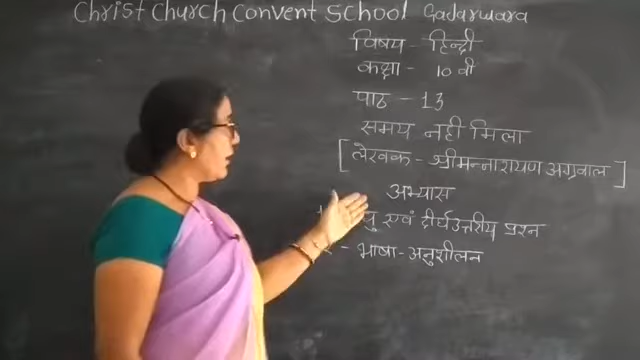 Christ Church Convent School Gadarwara
विषय - हिन्दी
कक्षा - 10 वी
पाठ - 13
समय नही मिला
[लेखक - श्रीमन्नारायण अग्रवाल]
अभ्यास
एवं दीर्घउत्तरीय प्रश्न
- भाषा-अनुशीलन